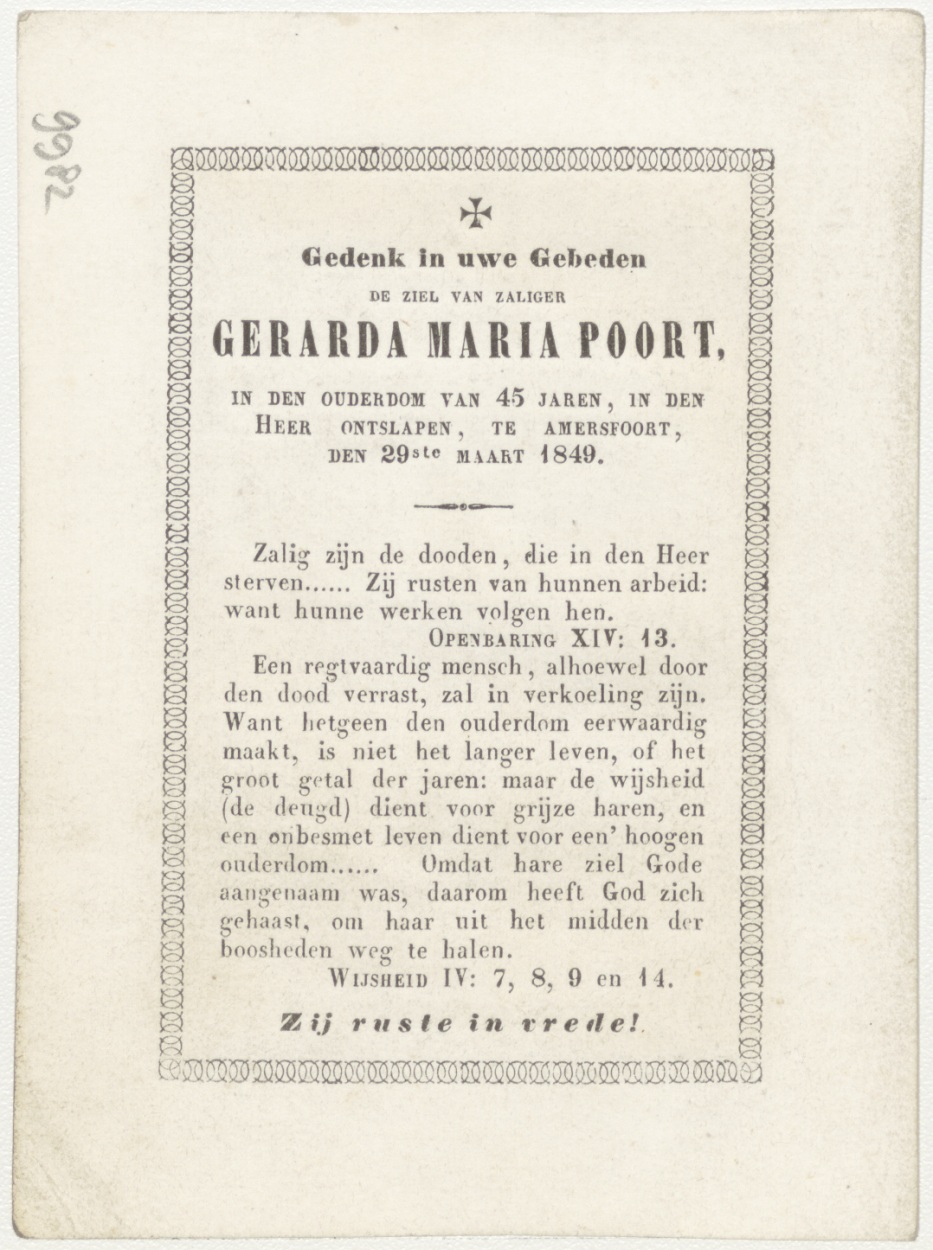 9982
Gedenk in uwe Gebeden
DE ZIEL VAN ZALIGER
GERARDA MARIA POORT,
IN DEN OUDERDOM VAN 45 JAREN, IN DEN
HEER ONTSLAPEN, TE AMERSFOORT,
DEN 29ste MAART 1849.
Zalig zijn de dooden, die in den Heer
sterven...... Zij rusten van hunnen arbeid:
want hunne werken volgen hen.
OPENBARING XIV: 13.
Een regtvaardig mensch, alhoewel door
den dood verrast, zal in verkoeling zijn.
Want hetgeen den ouderdom eerwaardig
maakt, is niet het langer leven, of het
groot getal der jaren: maar de wijsheid
(de deugd) dient voor grijze haren, en
een onbesmet leven dient voor een' hoogen
ouderdom...... Omdat hare ziel Gode
aangenaam was, daarom heeft God zich
gehaast, om haar uit het midden der
boosheden weg te halen.
WIJSHEID IV: 7, 8, 9 en 14.
Zij ruste in vrede!